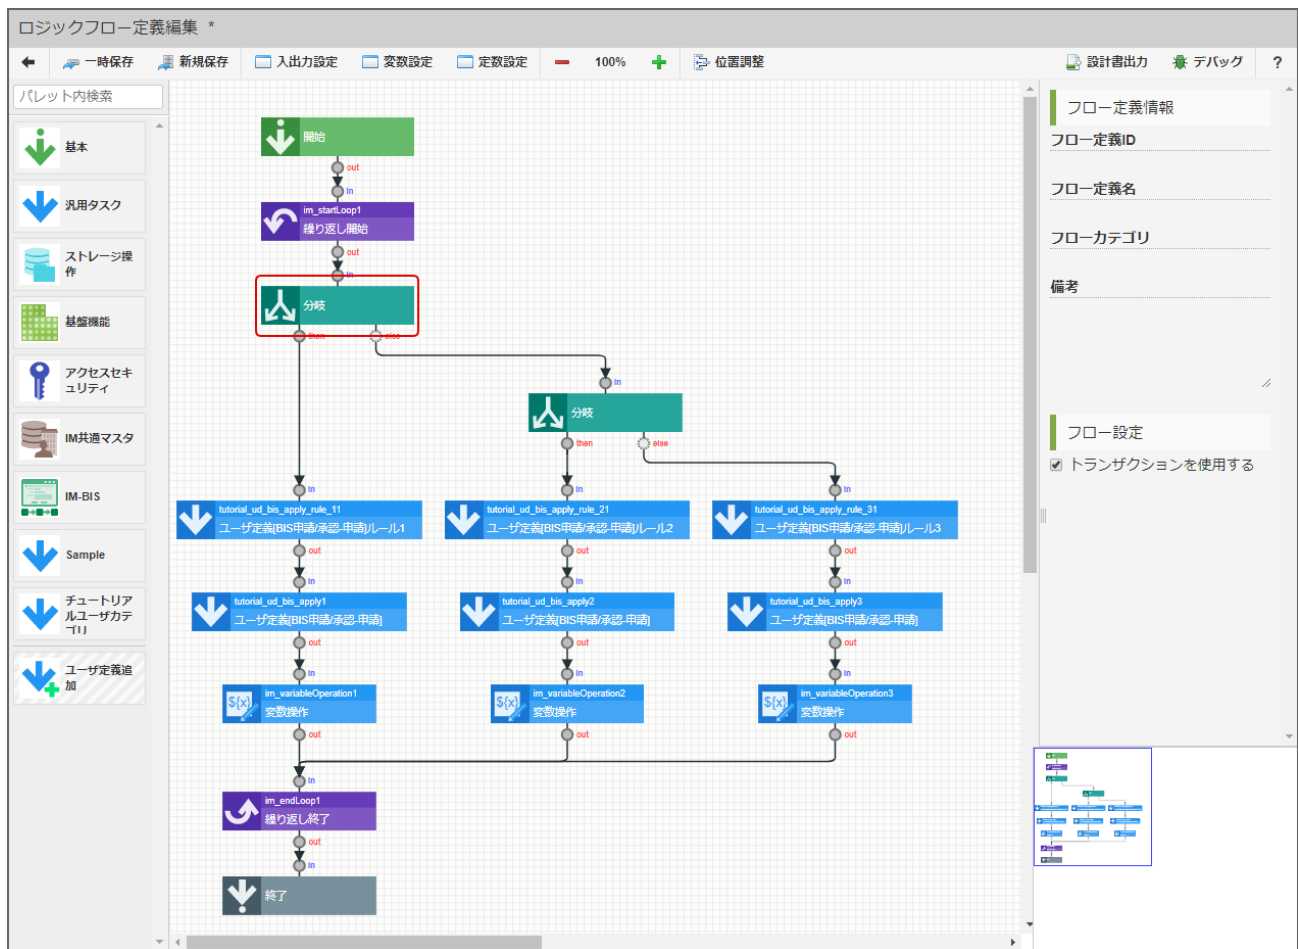 ロジックフロー定義編集 *
一時保存 新規保存 入出力設定 変数設定 定数設定 100% 位置調整 設計書出力 デバッグ ?
パレット内検索
基本
汎用タスク
ストレージ操
作
基盤機能
アクセスセキ
ュリティ
IM共通マスタ
IM-BIS
Sample
チュートリア
ルユーザカテ
ゴリ
ユーザ定義追
加
開始
out
in
im_startLoop1
繰り返し開始
out
in
分岐
then else
in
分岐
then else
in in in
tutorial_ud_bis_apply_rule_11
ユーザ定義[BIS申請/承認-申請]ルール1
tutorial_ud_bis_apply_rule_21
ユーザ定義[BIS申請/承認-申請]ルール2
tutorial_ud_bis_apply_rule_31
ユーザ定義[BIS申請/承認-申請]ルール3
out out out
in in in
tutorial_ud_bis_apply1
ユーザ定義[BIS申請/承認-申請]
tutorial_ud_bis_apply2
ユーザ定義[BIS申請/承認-申請]
tutorial_ud_bis_apply3
ユーザ定義[BIS申請/承認-申請]
out out out
in in in
${x}
im_variableOperation1
変数操作
${x}
im_variableOperation2
変数操作
${x}
im_variableOperation3
変数操作
out out out
in
im_endLoop1
繰り返し終了
out
in
終了
フロー定義情報
フロー定義ID
フロー定義名
フローカテゴリ
備考
フロー設定
トランザクションを使用する